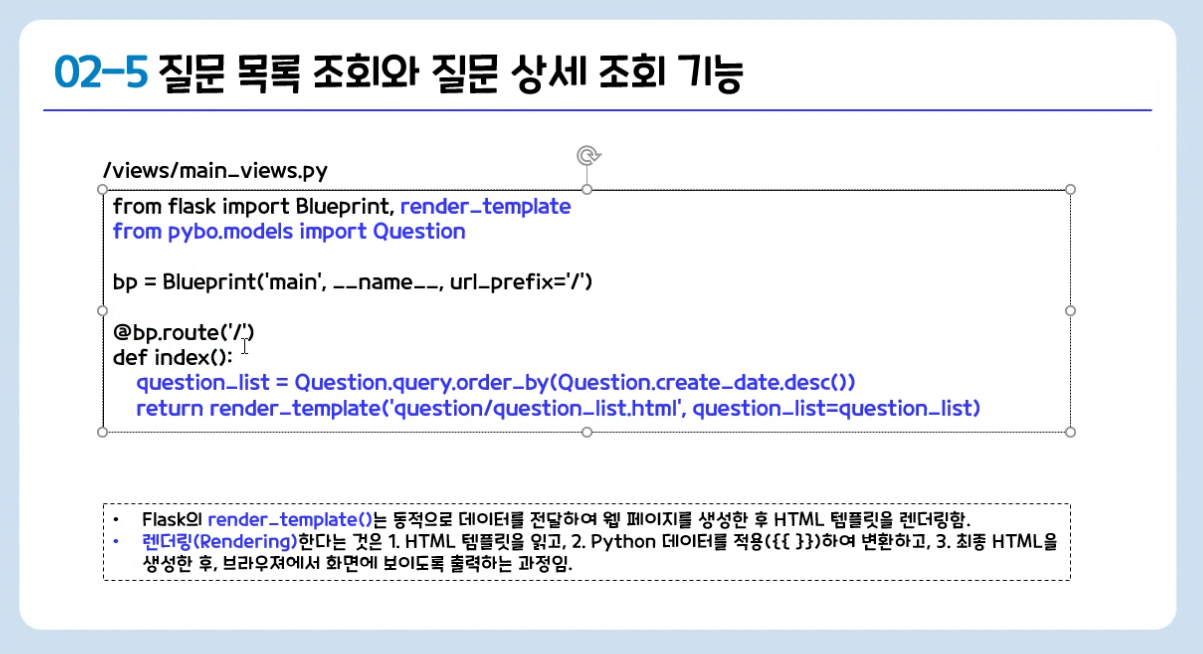 02-5 질문 목록 조회와 질문 상세 조회 기능
/views/main_views.py
from flask import Blueprint, render_template
from pybo.models import Question
bp = Blueprint('main', __name__, url_prefix='/')
@bp.route('/')
def index():
question_list = Question.query.order_by(Question.create_date.desc())
return render_template('question/question_list.html', question_list=question_list)
• Flask의 render_template()는 동적으로 데이터를 전달하여 웹 페이지를 생성한 후 HTML 템플릿을 렌더링함.
• 렌더링(Rendering)한다는 것은 1. HTML 템플릿을 읽고, 2. Python 데이터를 적용({{ }})하여 변환하고, 3. 최종 HTML을
생성한 후, 브라우져에서 화면에 보이도록 출력하는 과정임.